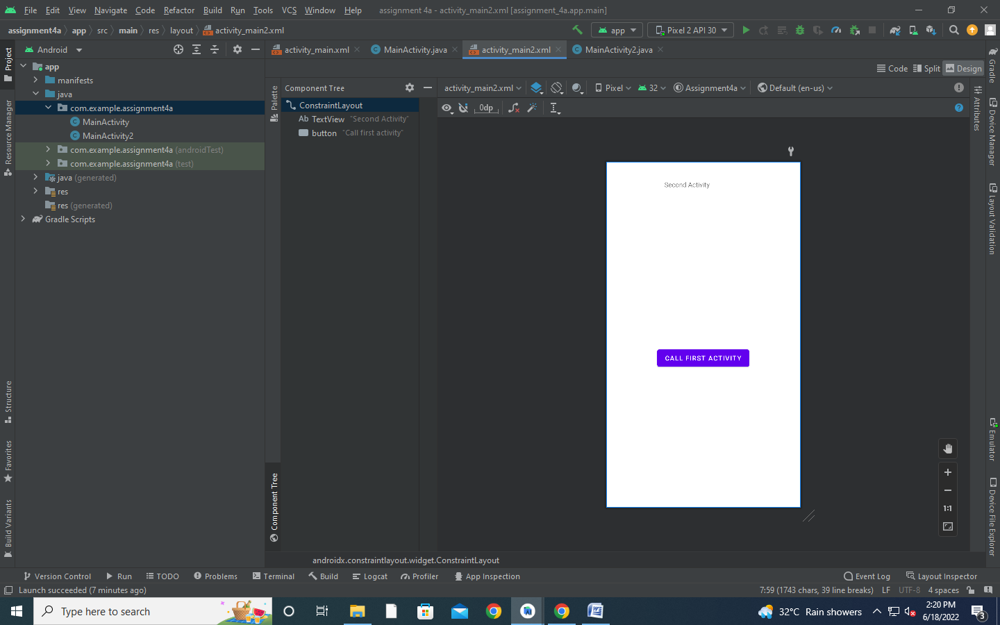 File Edit View Navigate Code Refactor Build Run Tools VCS Window Help assignment 4a - activity_main2.xml [assignment_4a.app.main]
assignment4a app src main res layout activity_main2.xml app Pixel 2 API 30
Project
Android
activity_main.xml MainActivity.java activity_main2.xml MainActivity2.java
Code Split Design
app
manifests
java
com.example.assignment4a
MainActivity
MainActivity2
com.example.assignment4a (androidTest)
com.example.assignment4a (test)
java (generated)
res
res (generated)
Gradle Scripts
Resource Manager
Structure
Favorites
Build Variants
Palette
Component Tree
Component Tree
ConstraintLayout
Ab TextView "Second Activity"
button "Call first activity"
activity_main2.xml Pixel 32 Assignment4a Default (en-us)
0dp
Second Activity
CALL FIRST ACTIVITY
1:1
Attributes
Gradle
Device Manager
Layout Validation
Emulator
Device File Explorer
androidx.constraintlayout.widget.ConstraintLayout
Version Control Run TODO Problems Terminal Build Logcat Profiler App Inspection Event Log Layout Inspector
Launch succeeded (7 minutes ago) 7:59 (1743 chars, 39 line breaks) LF UTF-8 4 spaces
Type here to search
32°C Rain showers
2:20 PM
6/18/2022
3